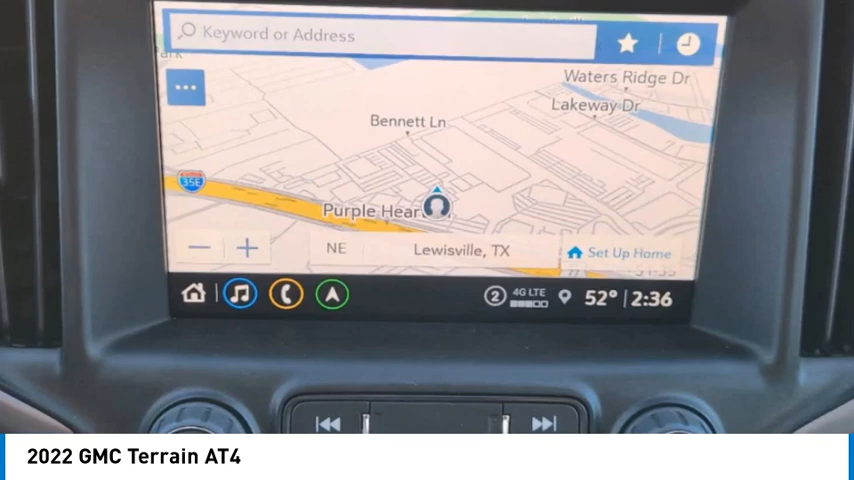 Keyword or Address
Waters Ridge Dr
Lakeway Dr
Bennett Ln
35E
Purple Hear
NE
Lewisville, TX
Set Up Home
2
4G LTE
52° 2:36
2022 GMC Terrain AT4